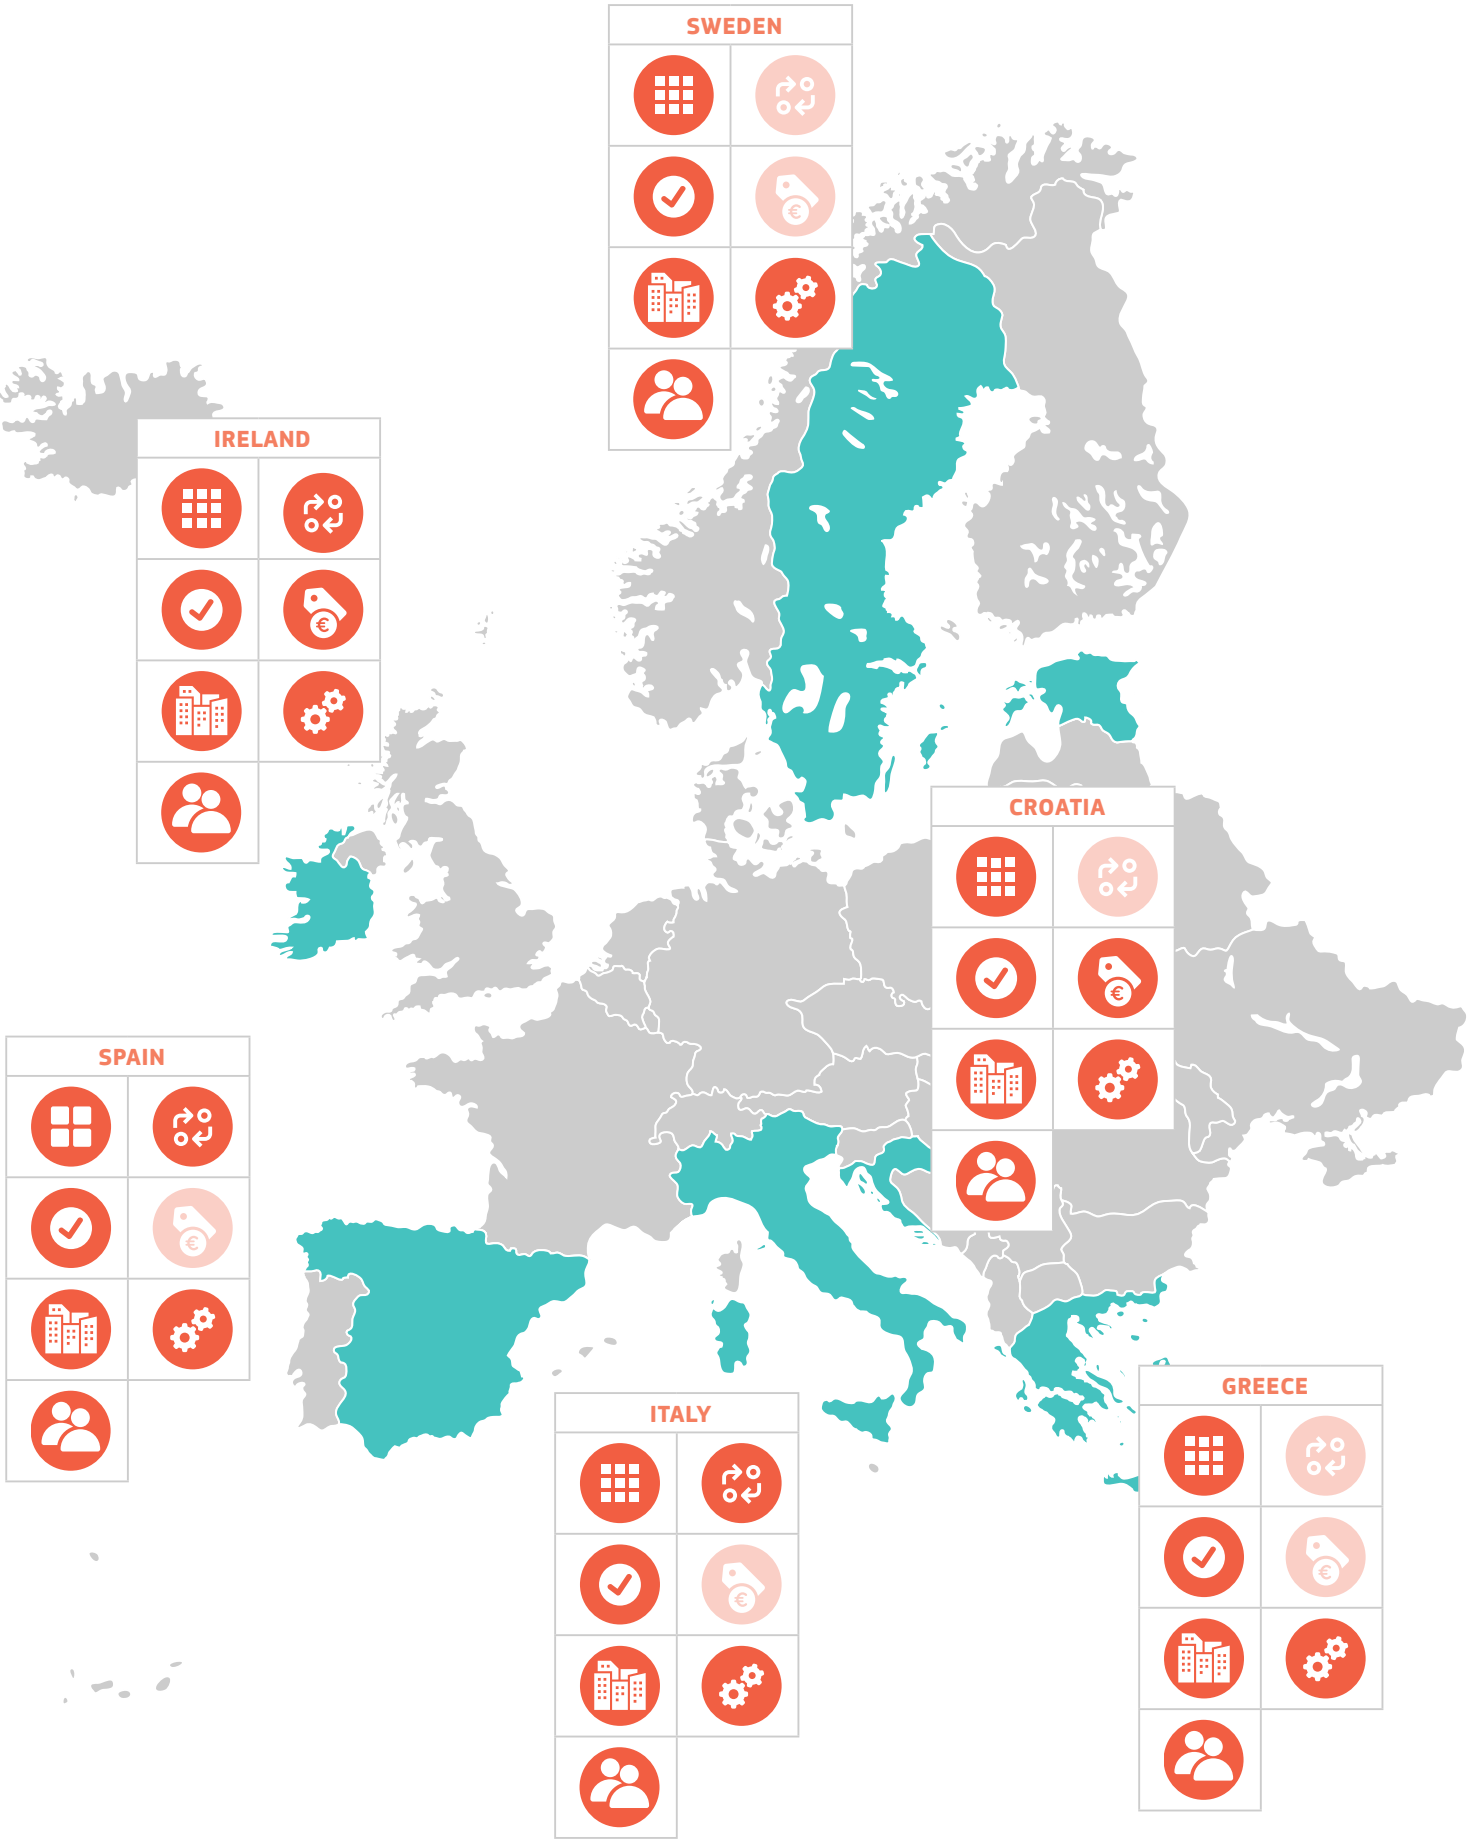 SWEDEN
€
IRELAND
€
CROATIA
€
SPAIN
€
GREECE
€
ITALY
€